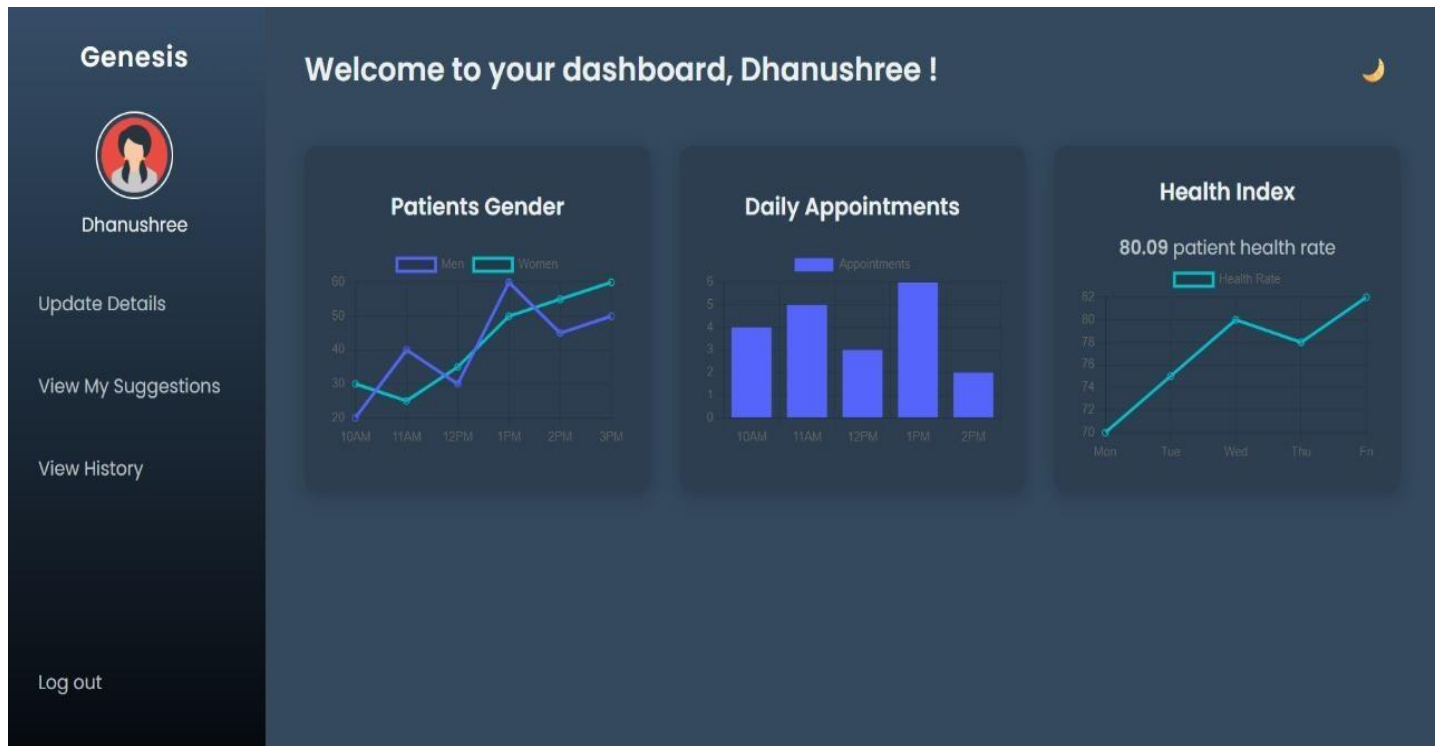 Genesis
Dhanushree
Update Details
View My Suggestions
View History
Log out
Welcome to your dashboard, Dhanushree !
Patients Gender
Men Women
60
50
40
30
20
10AM 11AM 12PM 1PM 2PM 3PM
Daily Appointments
Appointments
6
5
4
3
2
1
0
10AM 11AM 12PM 1PM 2PM
Health Index
80.09 patient health rate
Health Rate
82
80
78
76
74
72
70
Mon Tue Wed Thu Fri